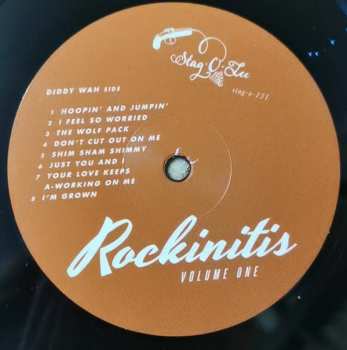 Stag-O-Lee
stag-o-131
DIDDY WAH SIDE
1 HOOPIN' AND JUMPIN'
2 I FEEL SO WORRIED
3 THE WOLF PACK
4 DON'T CUT OUT ON ME
5 SHIM SHAM SHIMMY
6 JUST YOU AND I
7 YOUR LOVE KEEPS
A-WORKING ON ME
8 I'M GROWN
Rockinitis
VOLUME ONE